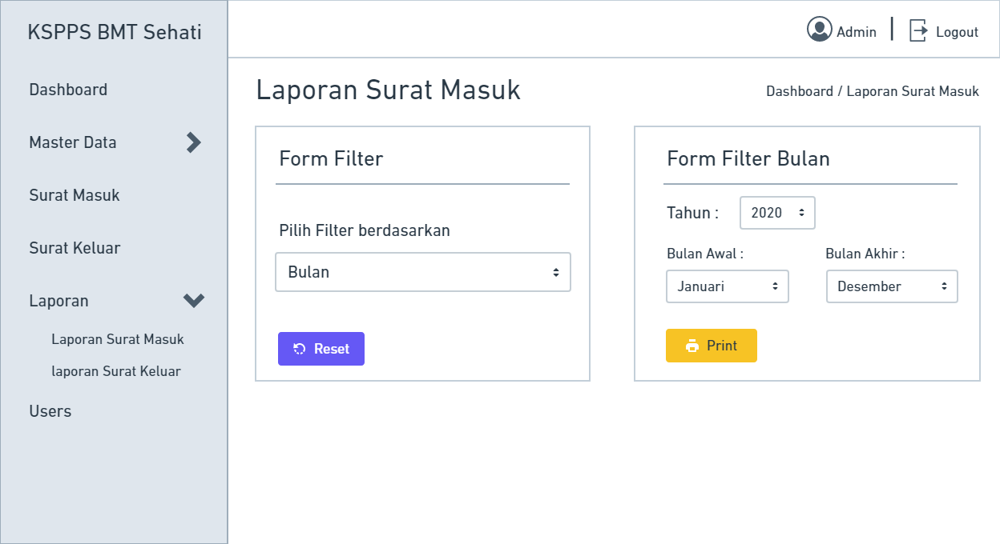 KSPPS BMT Sehati
Admin
Logout
Dashboard
Master Data
Surat Masuk
Surat Keluar
Laporan
Laporan Surat Masuk
laporan Surat Keluar
Users
Laporan Surat Masuk
Dashboard / Laporan Surat Masuk
Form Filter
Pilih Filter berdasarkan
Bulan
Reset
Form Filter Bulan
Tahun : 2020
Bulan Awal : Bulan Akhir :
Januari Desember
Print